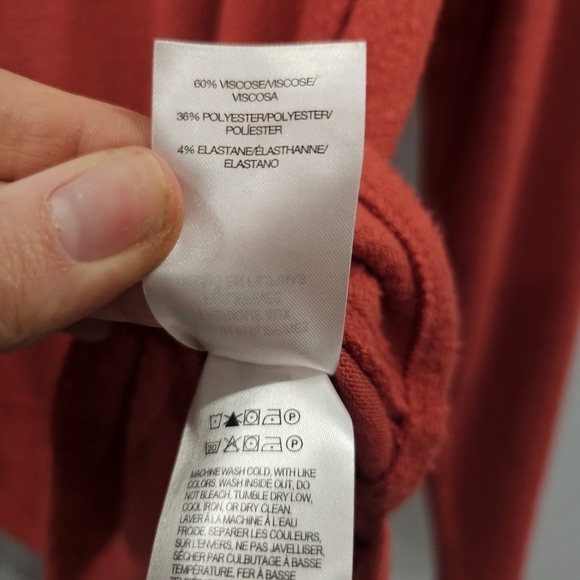 60% VISCOSE/VISCOSE/
VISCOSA
36% POLYESTER/POLYESTER/
POLIÉSTER
4% ELASTANE/ÉLASTHANNE/
ELASTANO
P
30 P
MACHINE WASH COLD, WITH LIKE
COLORS, WASH INSIDE OUT, DO
NOT BLEACH, TUMBLE DRY LOW,
COOL IRON, OR DRY CLEAN.
LAVER À LA MACHINE À L'EAU
FROIDE, SEPARER LES COULEURS,
SUR L'ENVERS, NE PAS JAVELLISER,
SÉCHER PAR CULBUTAGE À BASSE
TEMPÉRATURE, FER À BASSE